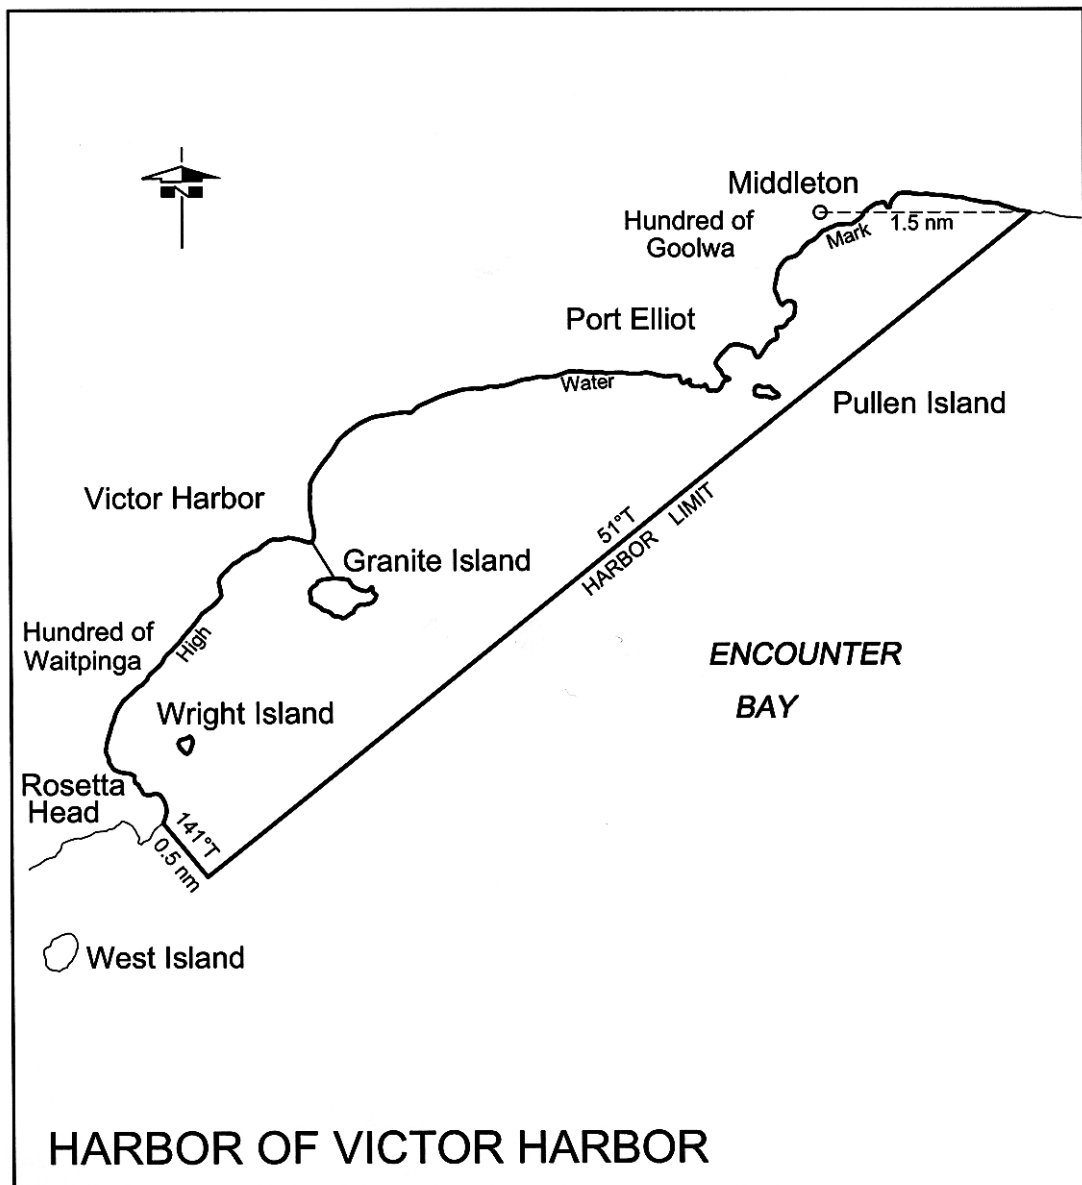 N
Middleton
Hundred of
Goolwa
Mark
1.5 nm
Port Elliot
Water
Pullen Island
Victor Harbor
51°T
HARBOR LIMIT
Granite Island
Hundred of
Waitpinga
High
ENCOUNTER
BAY
Wright Island
Rosetta
Head
141°T
0.5 nm
West Island
HARBOR OF VICTOR HARBOR